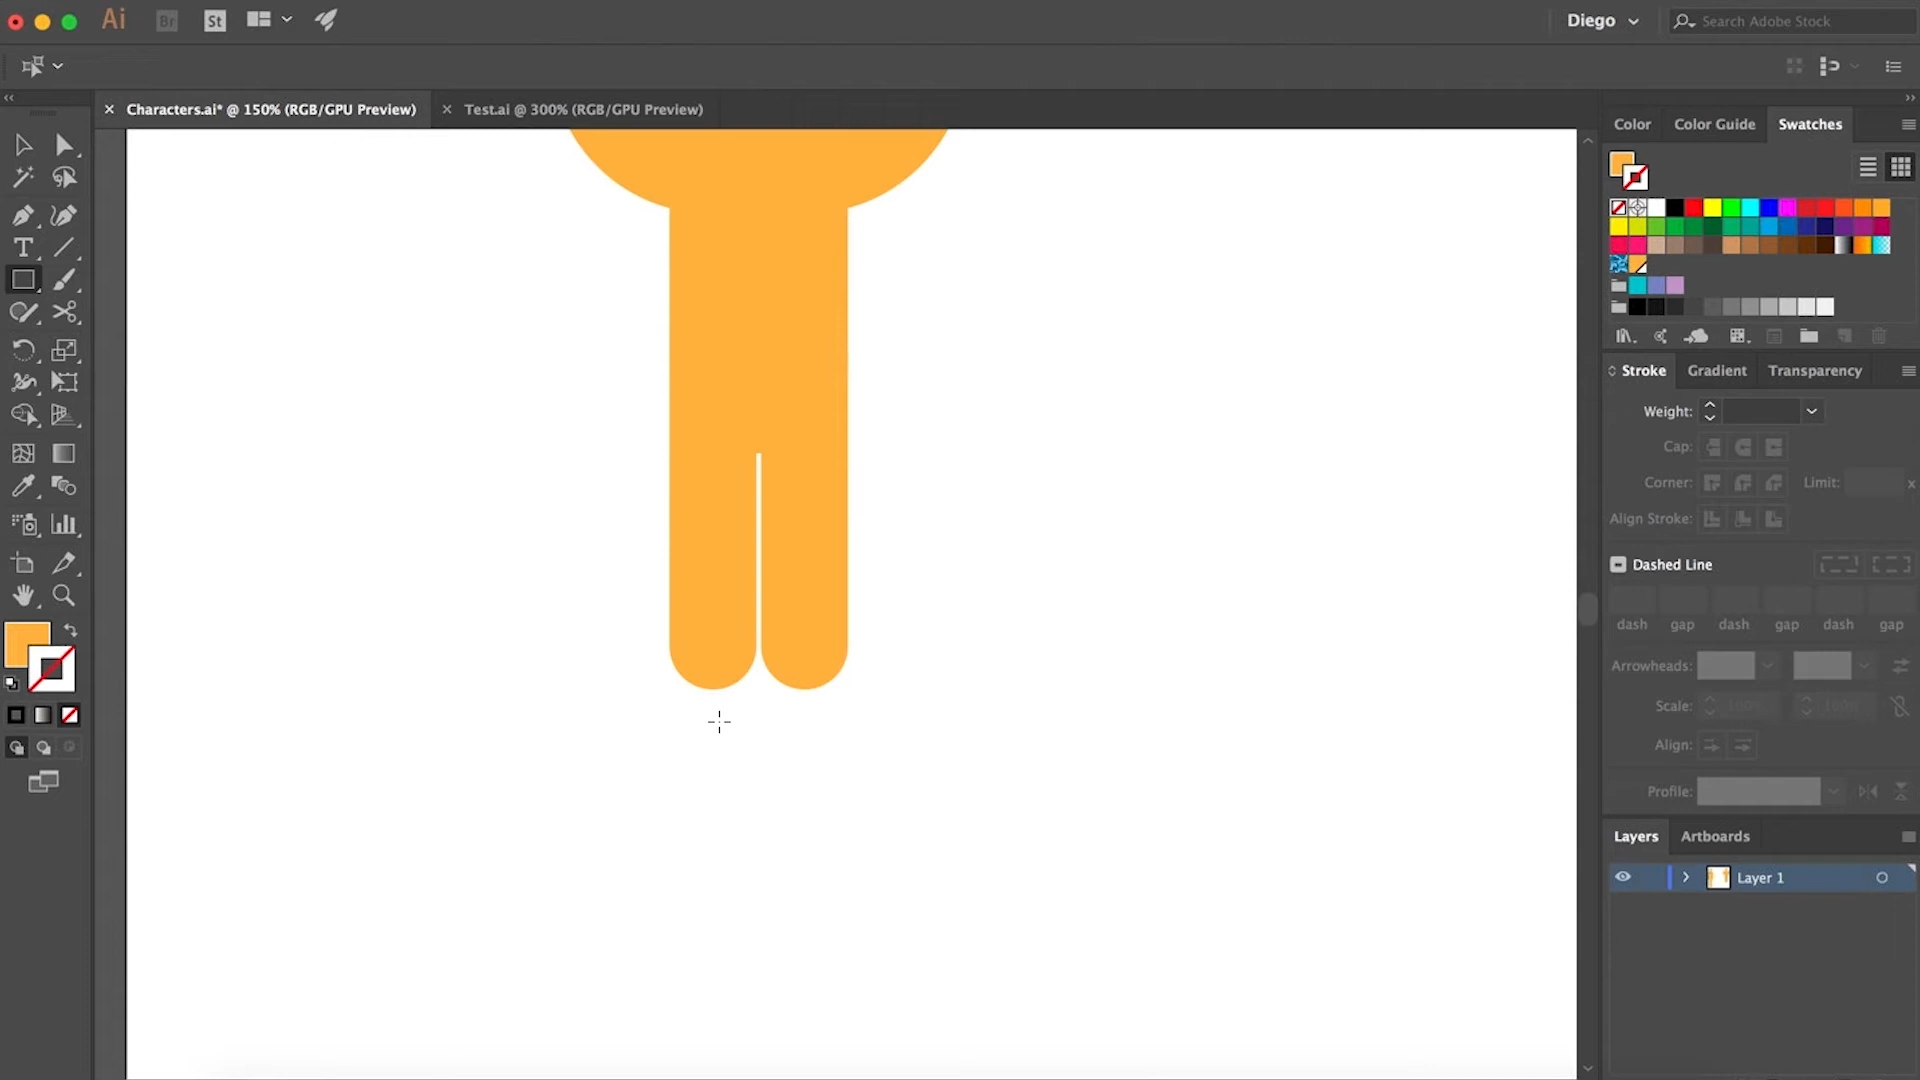 Ai Br St Diego Search Adobe Stock
Characters.ai* @ 150% (RGB/GPU Preview) Test.ai @ 300% (RGB/GPU Preview)
Color Color Guide Swatches
T
Stroke Gradient Transparency
Weight:
Cap:
Corner: Limit: x
Align Stroke:
Dashed Line
dash gap dash gap dash gap
Arrowheads:
Scale: 100% 100%
Align:
Profile:
Layers Artboards
Layer 1